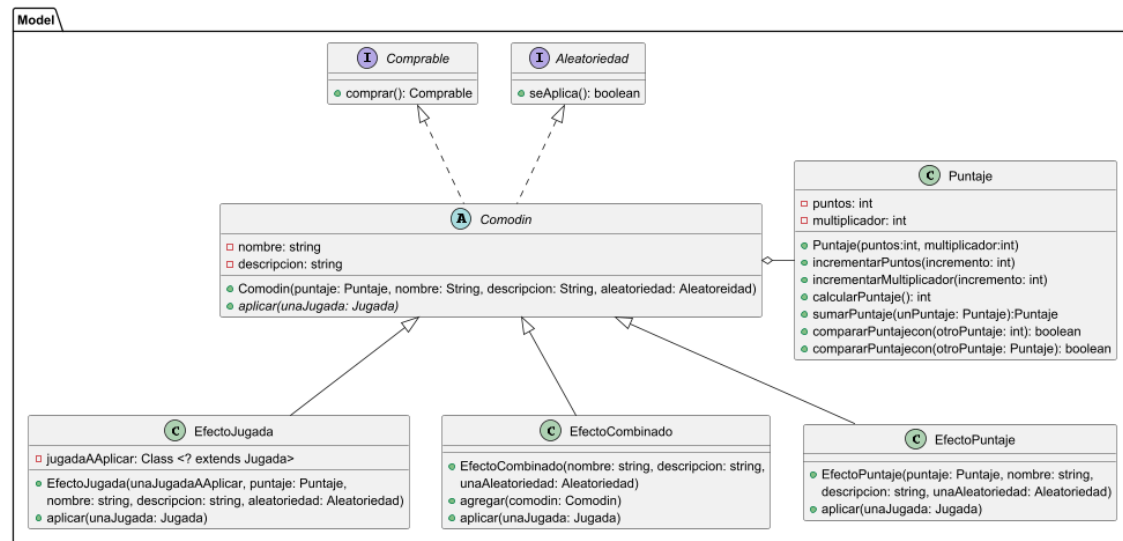 Model
I Comprable
comprar(): Comprable
I Aleatoriedad
seAplica(): boolean
C Puntaje
puntos: int
multiplicador: int
Puntaje(puntos:int, multiplicador:int)
incrementarPuntos(incremento: int)
incrementarMultiplicador(incremento: int)
calcularPuntaje(): int
sumarPuntaje(unPuntaje: Puntaje):Puntaje
compararPuntajecon(otroPuntaje: int): boolean
compararPuntajecon(otroPuntaje: Puntaje): boolean
A Comodin
nombre: string
descripcion: string
Comodin(puntaje: Puntaje, nombre: String, descripcion: String, aleatoriedad: Aleatoreidad)
aplicar(unaJugada: Jugada)
C EfectoJugada
jugadaAAplicar: Class <? extends Jugada>
EfectoJugada(unaJugadaAAplicar, puntaje: Puntaje,
nombre: string, descripcion: string, aleatoriedad: Aleatoriedad)
aplicar(unaJugada: Jugada)
C EfectoCombinado
EfectoCombinado(nombre: string, descripcion: string,
unaAleatoriedad: Aleatoriedad)
agregar(comodin: Comodin)
aplicar(unaJugada: Jugada)
C EfectoPuntaje
EfectoPuntaje(puntaje: Puntaje, nombre: string,
descripcion: string, unaAleatoriedad: Aleatoriedad)
aplicar(unaJugada: Jugada)